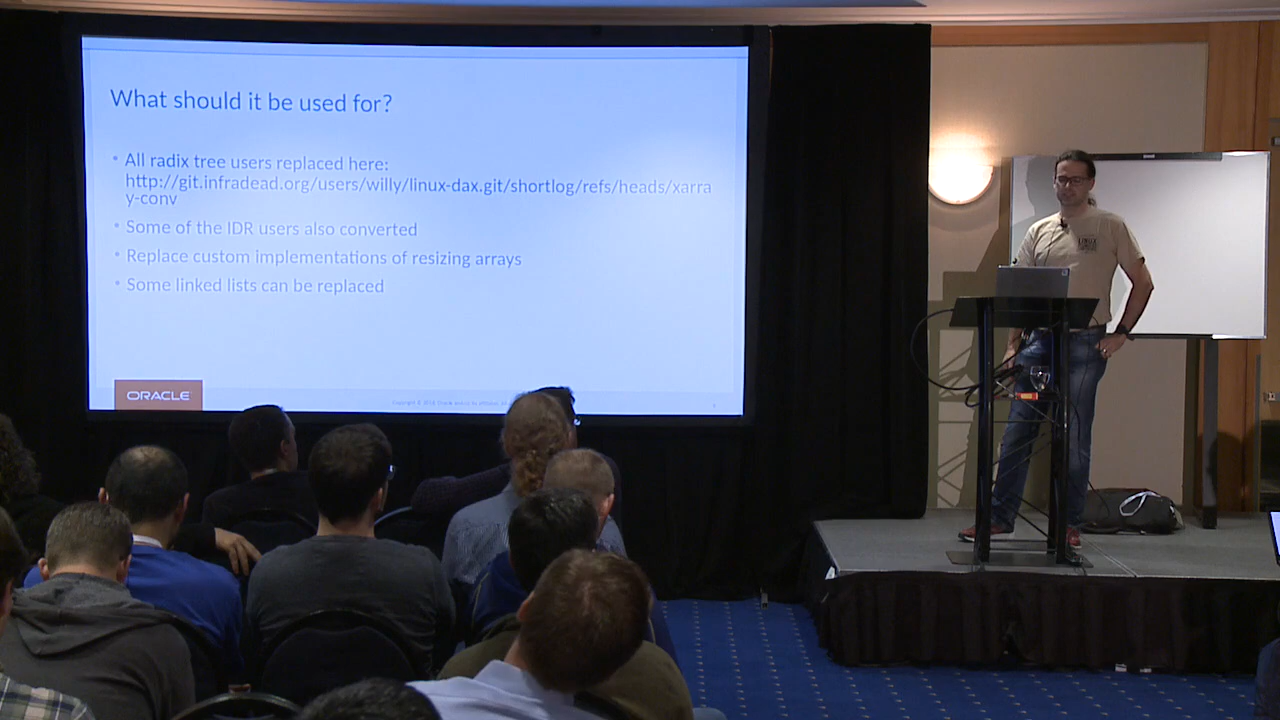 What should it be used for?
• All radix tree users replaced here:
http://git.infradead.org/users/willy/linux-dax.git/shortlog/refs/heads/xarra
y-conv
• Some of the IDR users also converted
• Replace custom implementations of resizing arrays
• Some linked lists can be replaced
ORACLE
LINUX